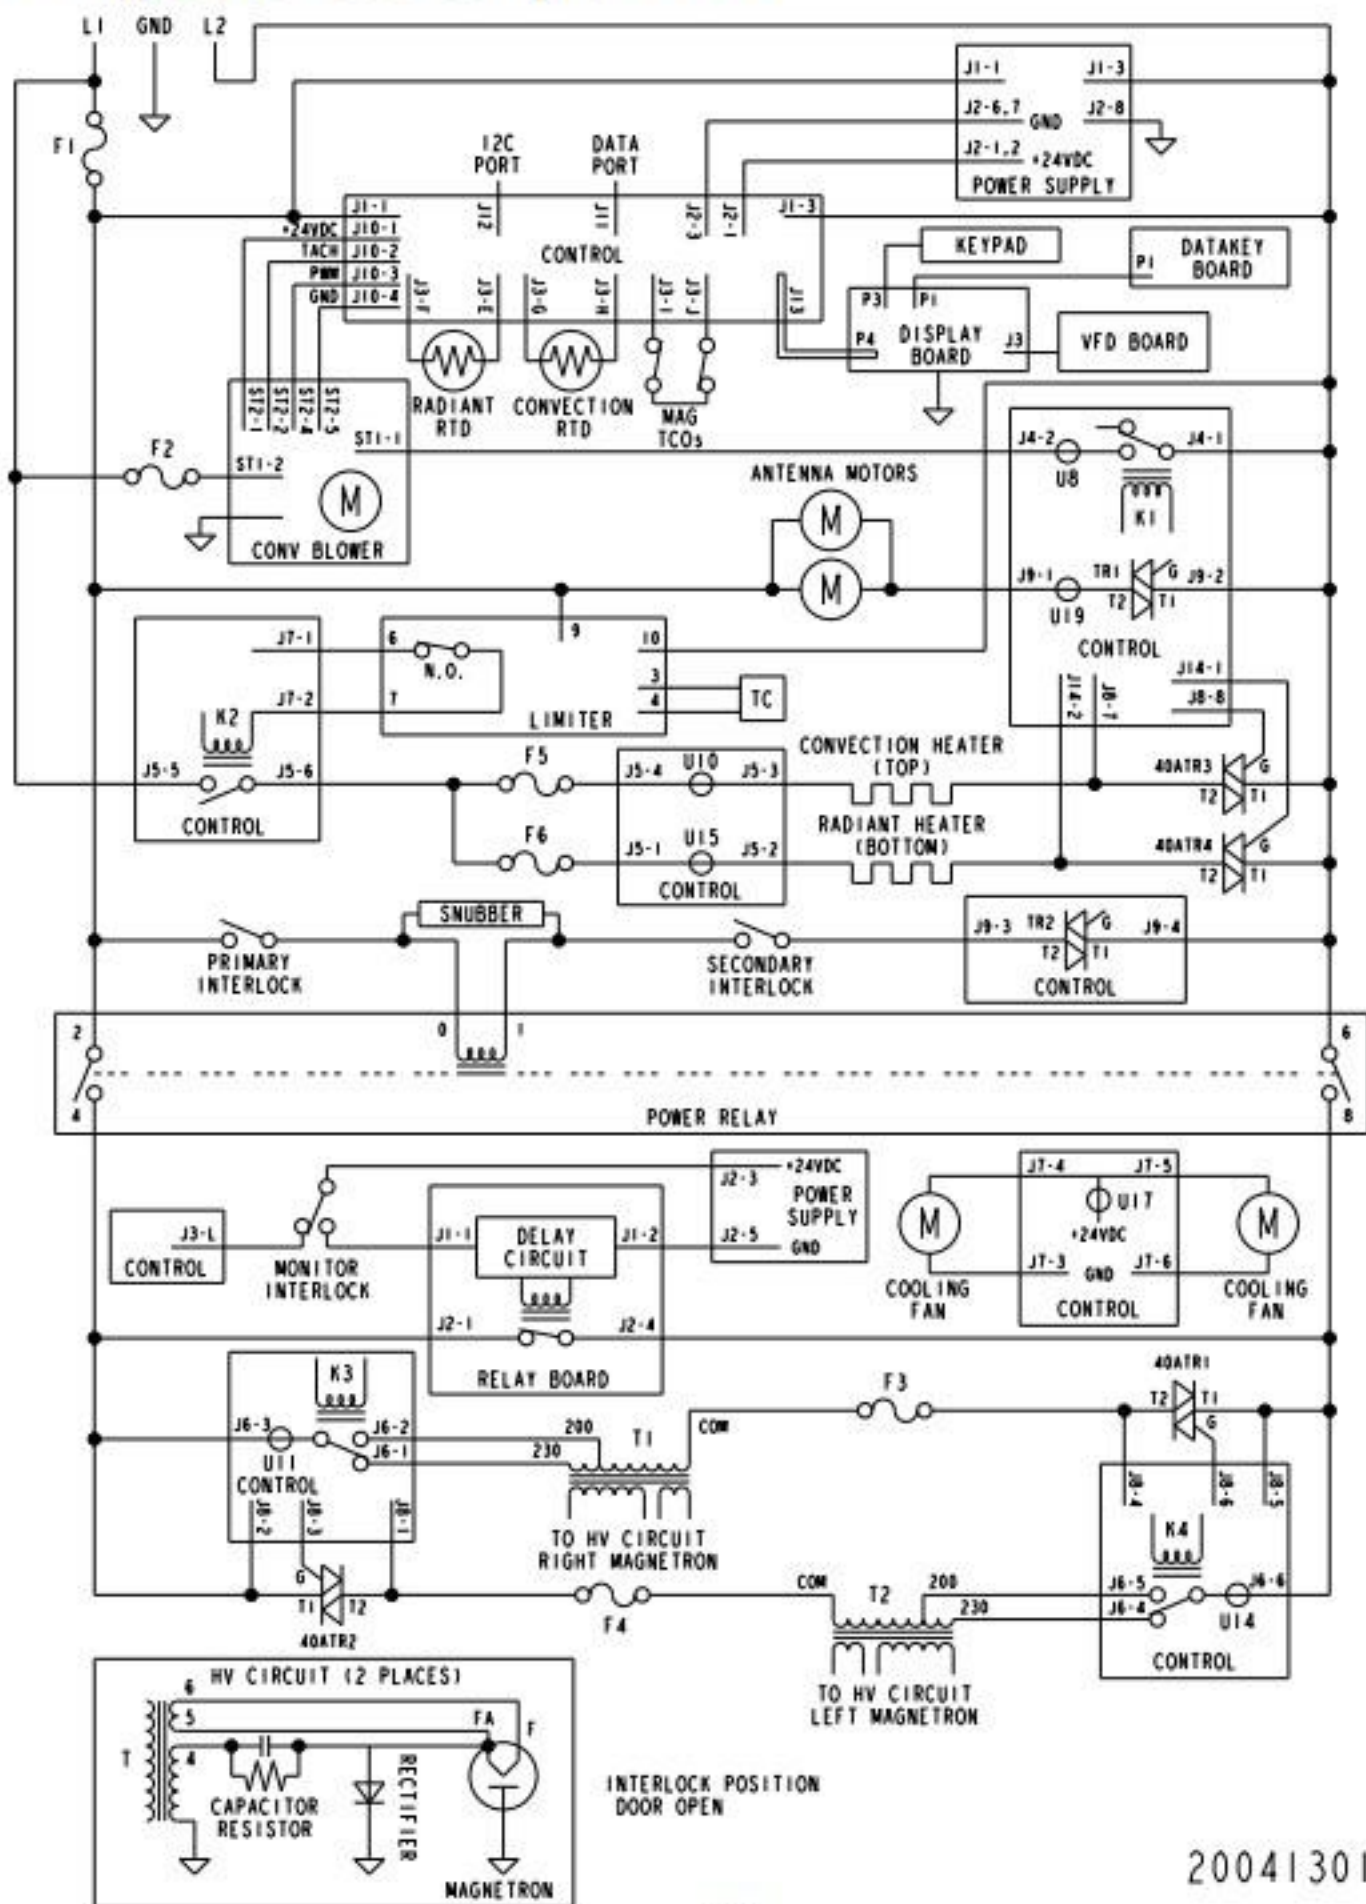 L1 GND L2
F1
J1-1 J1-3
J2-6,7 GND J2-8
J2-1,2 +24VDC
POWER SUPPLY
I2C
PORT
DATA
PORT
J1-1 J12 J11 J2-3 J2-1 J1-3
+24VDC J10-1
TACH J10-2
PWM J10-3
GND J10-4
CONTROL
J3-F J3-E J3-G J3-H J3-I J3-J J13
KEYPAD
P1 DATAKEY
BOARD
P3 P1
P4 DISPLAY
BOARD J3
VFD BOARD
RADIANT
RTD
CONVECTION
RTD
MAG
TCOs
F2
ST2-1 ST2-2 ST2-4 ST2-5
ST1-1
ST1-2
M
CONV BLOWER
ANTENNA MOTORS
M
M
J4-2 J4-1
U8
K1
J9-1 TR1 G J9-2
T2 T1
U19
CONTROL
J14-1
J14-2 J8-7 J8-8
J7-1
K2 J7-2
J5-5 J5-6
CONTROL
6 9 10
N.O.
3
7 4
LIMITER
TC
F5
J5-4 U10 J5-3
CONVECTION HEATER
(TOP)
40ATR3 G
T2 T1
F6
J5-1 U15 J5-2
CONTROL
RADIANT HEATER
(BOTTOM)
40ATR4 G
T2 T1
SNUBBER
PRIMARY
INTERLOCK
SECONDARY
INTERLOCK
J9-3 TR2 G J9-4
T2 T1
CONTROL
2 0 1 6
4 POWER RELAY 8
J3-L
CONTROL
MONITOR
INTERLOCK
J1-1 DELAY
CIRCUIT J1-2
J2-1 J2-4
RELAY BOARD
+24VDC
J2-3 POWER
SUPPLY
J2-5 GND
M
COOLING
FAN
J7-4 J7-5
U17
+24VDC
J7-3 GND J7-6
CONTROL
M
COOLING
FAN
K3
J6-3 J6-2
U11 J6-1
CONTROL
J8-2 J8-3 J8-1
G
T1 T2
40ATR2
200 T1 COM
230
TO HV CIRCUIT
RIGHT MAGNETRON
F3
40ATR1
T2 T1
G
J8-4 J8-6 J8-5
K4
J6-5 J6-6
J6-4 U14
CONTROL
F4
COM T2 200
230
TO HV CIRCUIT
LEFT MAGNETRON
HV CIRCUIT (2 PLACES)
6
5 FA F
T 4
CAPACITOR
RESISTOR
RECTIFIER
MAGNETRON
INTERLOCK POSITION
DOOR OPEN
20041301